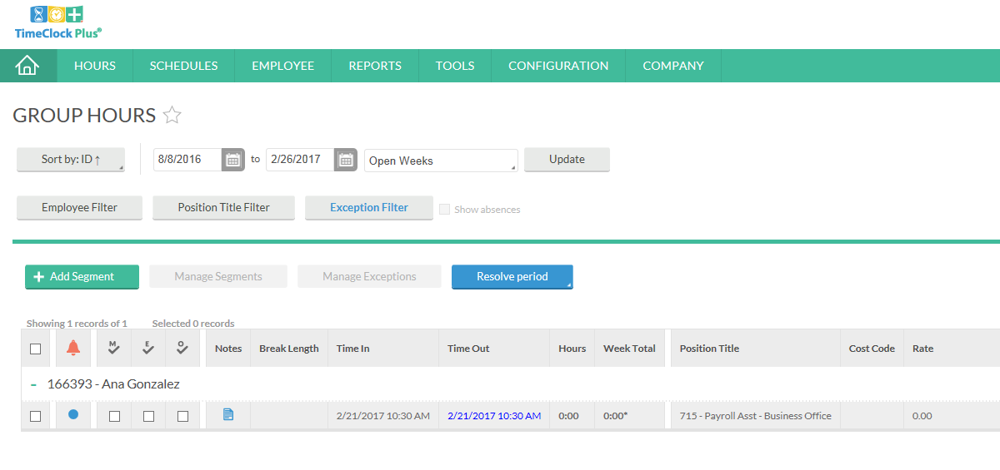 TimeClock Plus®
HOURS SCHEDULES EMPLOYEE REPORTS TOOLS CONFIGURATION COMPANY
GROUP HOURS
Sort by: ID↑ 8/8/2016 to 2/26/2017 Open Weeks Update
Employee Filter Position Title Filter Exception Filter Show absences
+ Add Segment Manage Segments Manage Exceptions Resolve period
Showing 1 records of 1 Selected 0 records
M E O Notes Break Length Time In Time Out Hours Week Total Position Title Cost Code Rate
- 166393 - Ana Gonzalez
2/21/2017 10:30 AM 2/21/2017 10:30 AM 0:00 0:00* 715 - Payroll Asst - Business Office 0.00